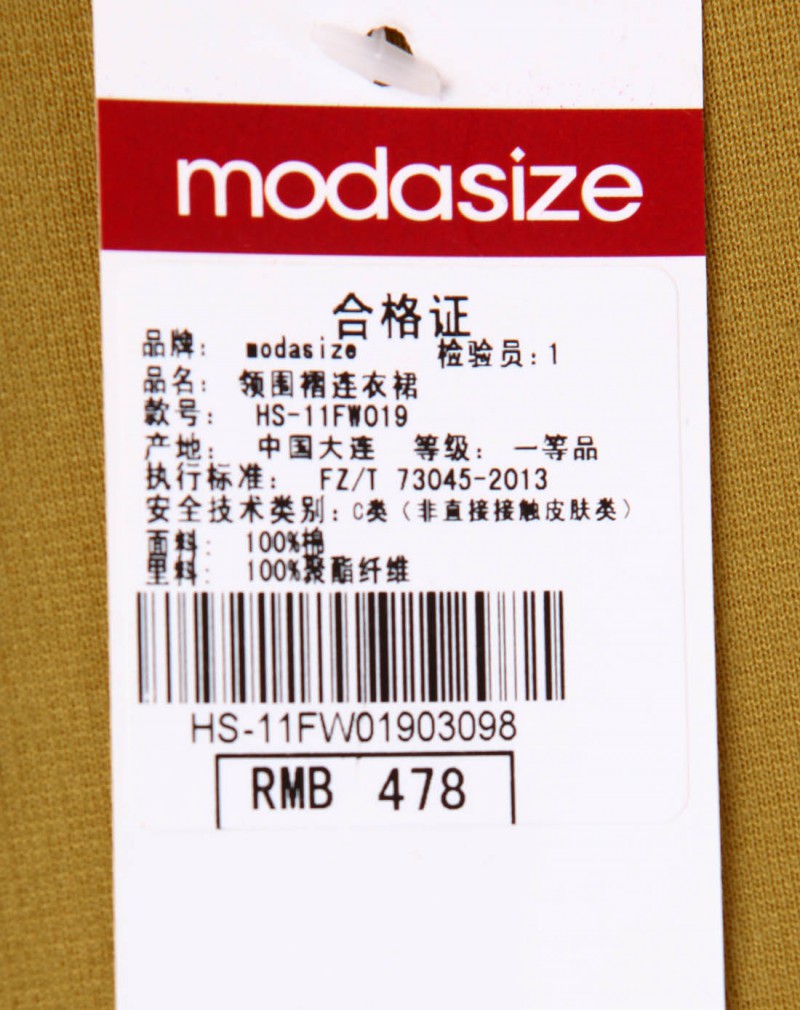 modasize
合格证
品牌: modasize 检验员:1
品名: 领围褶连衣裙
款号: HS-11FW019
产地: 中国大连 等级: 一等品
执行标准: FZ/T 73045-2013
安全技术类别: C类（非直接接触皮肤类）
面料: 100%棉
里料: 100%聚酯纤维
HS-11FW01903098
RMB 478